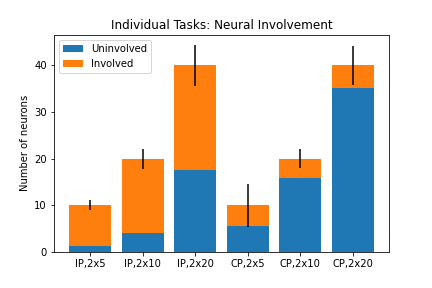 Individual Tasks: Neural Involvement
Uninvolved
Involved
Number of neurons
40
30
20
10
0
IP,2x5 IP,2x10 IP,2x20 CP,2x5 CP,2x10 CP,2x20